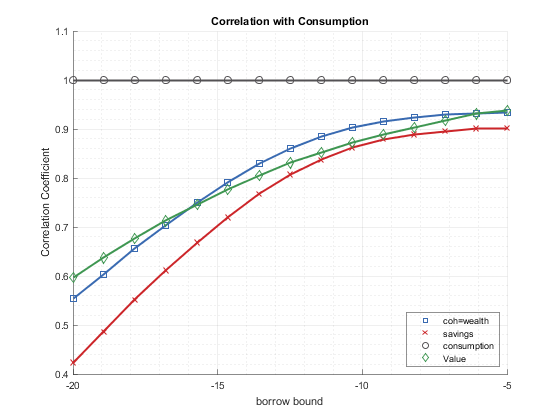 Correlation with Consumption
1.1
1
0.9
0.8
0.7
0.6
0.5
0.4
Correlation Coefficient
coh=wealth
savings
consumption
Value
-20
-15
-10
-5
borrow bound